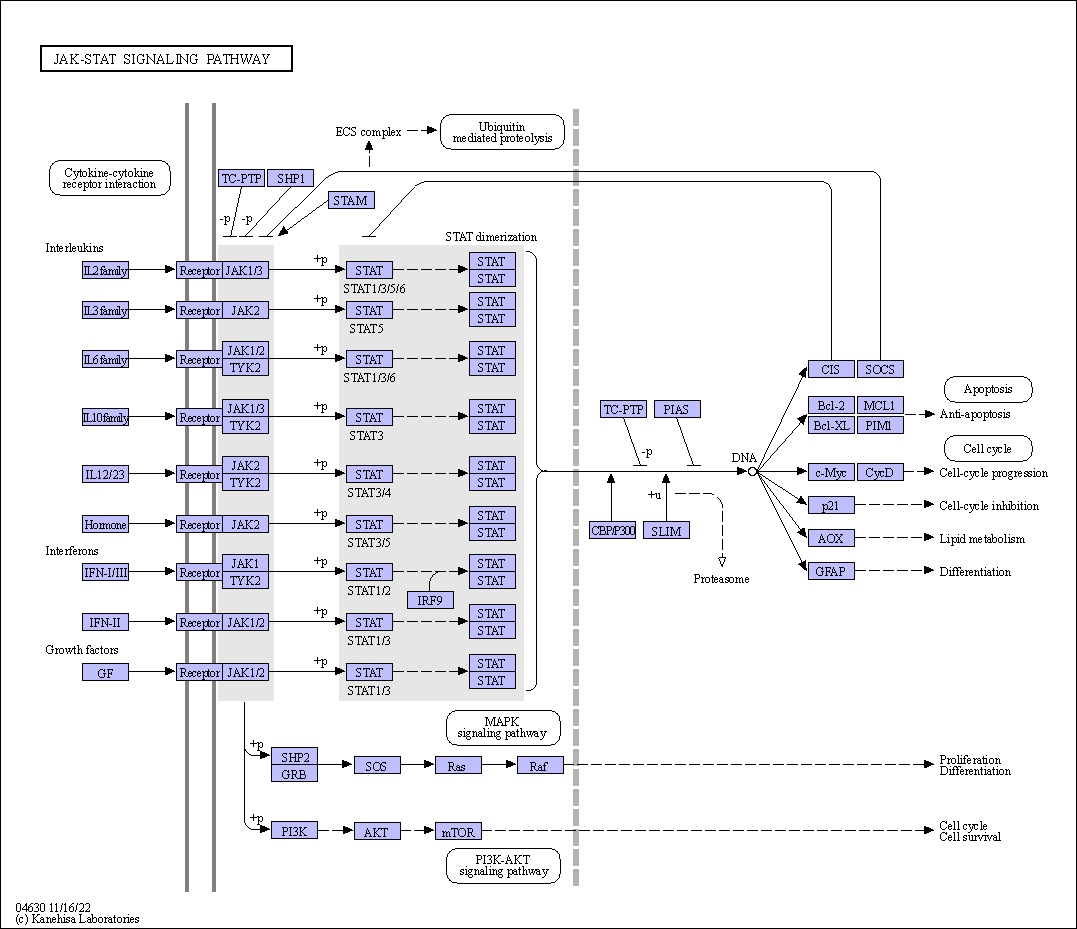 JAK-STAT SIGNALING PATHWAY
ECS complex
Ubiquitin
mediated proteolysis
Cytokine-cytokine
receptor interaction
TC-PTP
SHP1
STAM
-p
-p
STAT dimerization
Interleukins
IL2 family
Receptor
JAK1/3
+p
STAT
STAT1/3/5/6
STAT
STAT
IL3 family
Receptor
JAK2
+p
STAT
STAT5
STAT
STAT
IL6 family
Receptor
JAK1/2
TYK2
+p
STAT
STAT1/3/6
STAT
STAT
CIS
SOCS
IL10 family
Receptor
JAK1/3
TYK2
+p
STAT
STAT3
STAT
STAT
TC-PTP
PIAS
-p
Bcl-2
MCL1
Bcl-XL
PIM1
Apoptosis
Anti-apoptosis
IL12/23
Receptor
JAK2
TYK2
+p
STAT
STAT3/4
STAT
STAT
DNA
c-Myc
CycD
Cell cycle
Cell-cycle progression
Hormone
Receptor
JAK2
+p
STAT
STAT3/5
STAT
STAT
CBP/P300
+u
SLIM
p21
Cell-cycle inhibition
AOX
Lipid metabolism
Interferons
IFN-I/III
Receptor
JAK1
TYK2
+p
STAT
STAT1/2
IRF9
STAT
STAT
Proteasome
GFAP
Differentiation
IFN-II
Receptor
JAK1/2
+p
STAT
STAT1/3
STAT
STAT
Growth factors
GF
Receptor
JAK1/2
+p
STAT
STAT1/3
STAT
STAT
MAPK
signaling pathway
+p
SHP2
GRB
SOS
Ras
Raf
Proliferation
Differentiation
+p
PI3K
AKT
mTOR
Cell cycle
Cell survival
PI3K-AKT
signaling pathway
04630 11/16/22
(c) Kanehisa Laboratories